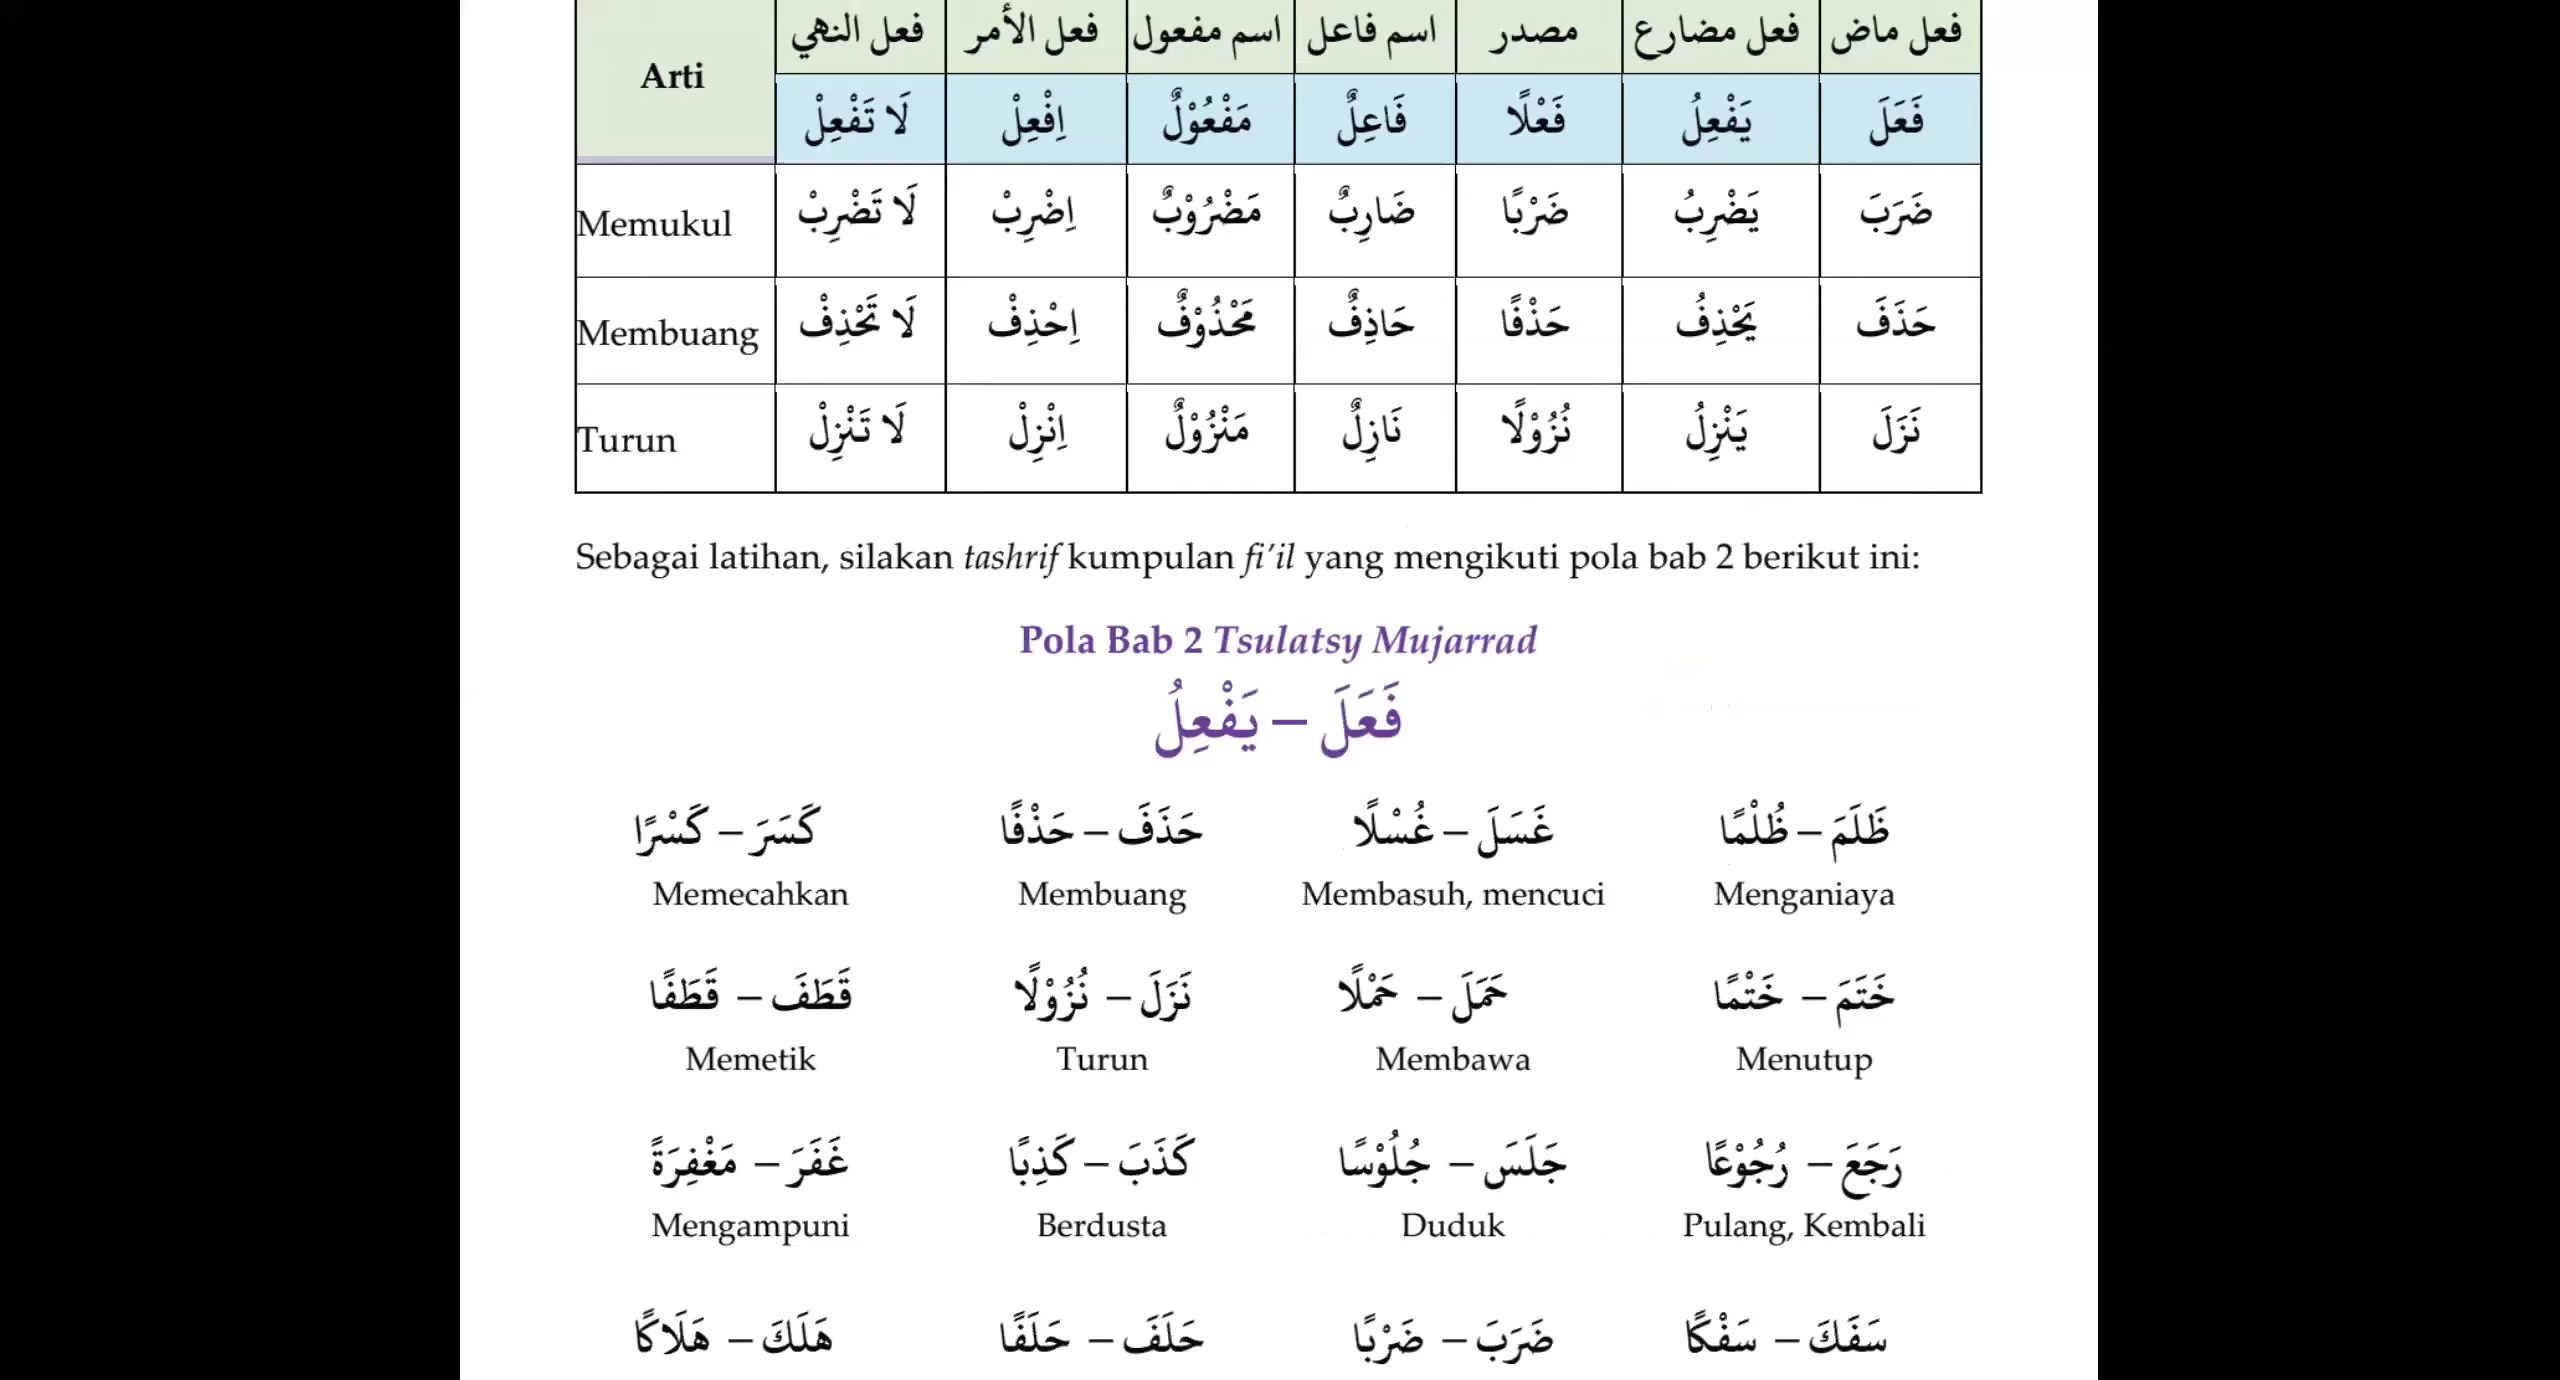 فعل ماض فعل مضارع مصدر اسم فاعل اسم مفعول فعل الأمر فعل النهي Arti
فَعَلَ يَفْعِلُ فَعْلًا فَاعِلٌ مَفْعُوْلٌ اِفْعِلْ لَا تَفْعِلْ
ضَرَبَ يَضْرِبُ ضَرْبًا ضَارِبٌ مَضْرُوْبٌ اِضْرِبْ لَا تَضْرِبْ Memukul
حَذَفَ يَحْذِفُ حَذْفًا حَاذِفٌ مَحْذُوْفٌ اِحْذِفْ لَا تَحْذِفْ Membuang
نَزَلَ يَنْزِلُ نُزُوْلًا نَازِلٌ مَنْزُوْلٌ اِنْزِلْ لَا تَنْزِلْ Turun
Sebagai latihan, silakan tashrif kumpulan fi’il yang mengikuti pola bab 2 berikut ini:
Pola Bab 2 Tsulatsy Mujarrad
فَعَلَ – يَفْعِلُ
ظَلَمَ – ظُلْمًا غَسَلَ – غُسْلًا حَذَفَ – حَذْفًا كَسَرَ – كَسْرًا
Memecahkan Membuang Membasuh, mencuci Menganiaya
خَتَمَ – خَتْمًا حَمَلَ – حَمْلًا نَزَلَ – نُزُوْلًا قَطَفَ – قَطَفًا
Memetik Turun Membawa Menutup
رَجَعَ – رُجُوْعًا جَلَسَ – جُلُوْسًا كَذَبَ – كَذِبًا غَفَرَ – مَغْفِرَةً
Mengampuni Berdusta Duduk Pulang, Kembali
سَفَكَ – سَفْكًا ضَرَبَ – ضَرْبًا حَلَفَ – حَلَفًا هَلَكَ – هَلَاكًا